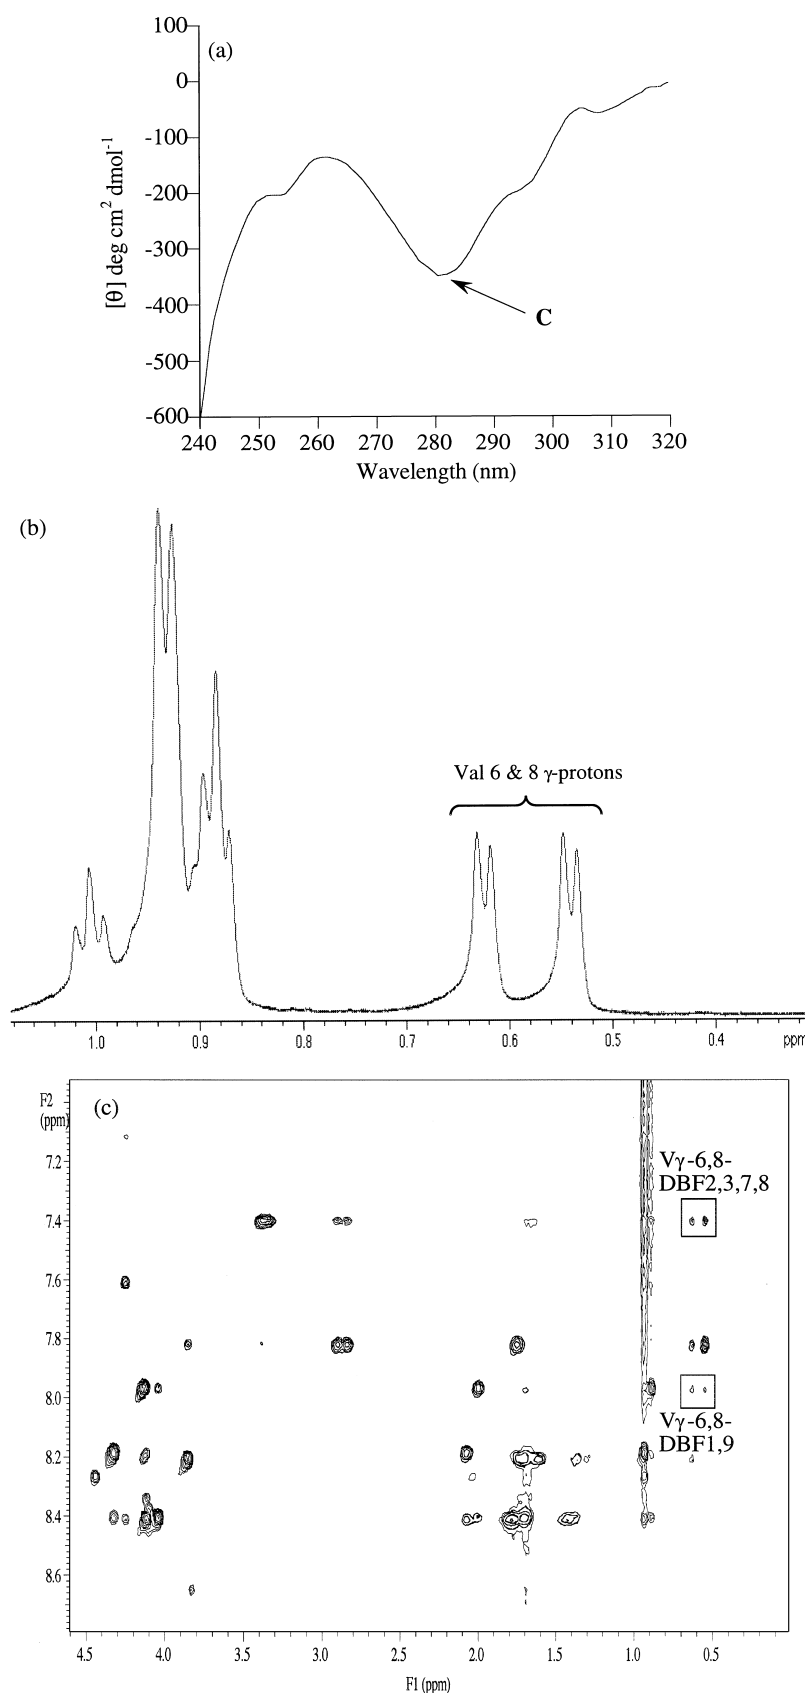 (a)
100
0
-100
-200
-300
-400
-500
-600
[θ] deg cm² dmol⁻¹
C
240 250 260 270 280 290 300 310 320
Wavelength (nm)
(b)
Val 6 & 8 γ-protons
1.0 0.9 0.8 0.7 0.6 0.5 0.4 ppm
F2
(ppm)
(c)
7.2
7.4
7.6
7.8
8.0
8.2
8.4
8.6
Vγ-6,8-
DBF2,3,7,8
Vγ-6,8-
DBF1,9
4.5 4.0 3.5 3.0 2.5 2.0 1.5 1.0 0.5
F1 (ppm)